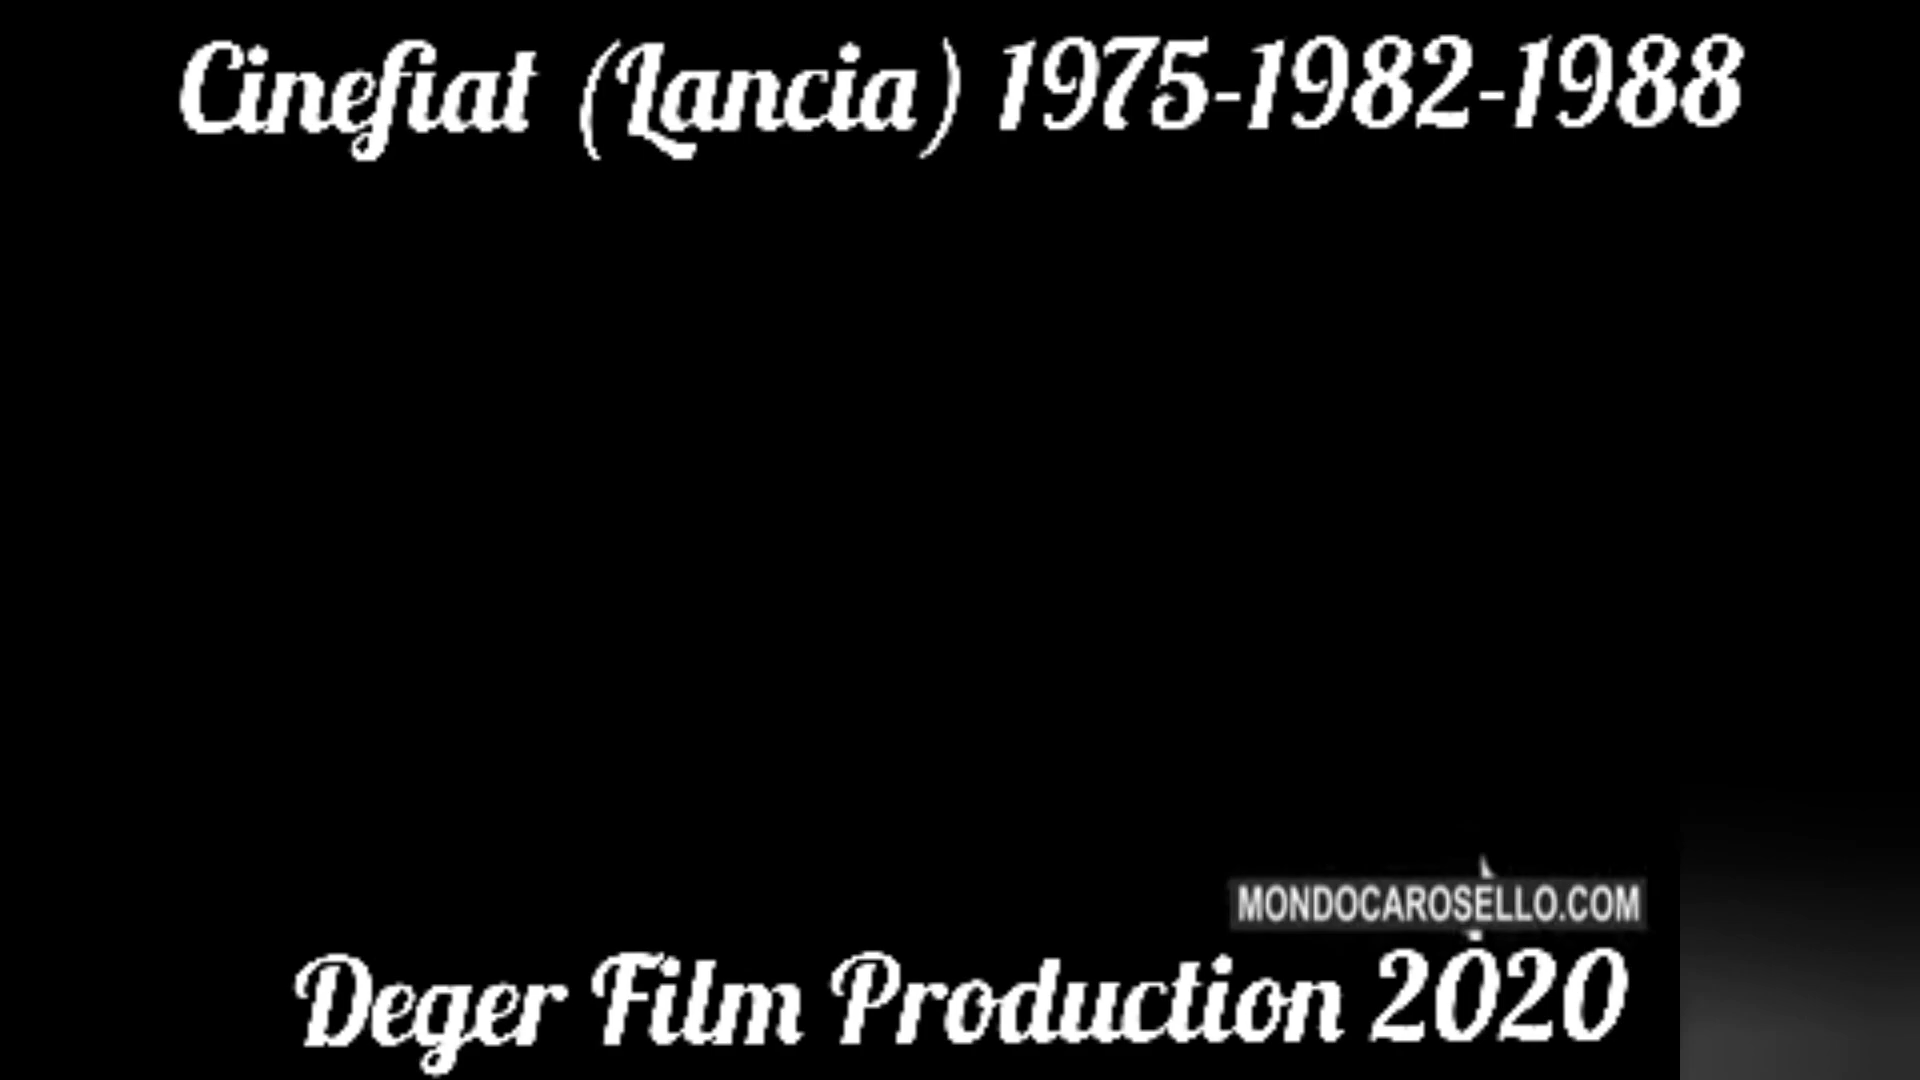 Cinefiat (Lancia) 1975-1982-1988
MONDOCAROSELLO.COM
Deger Film Production 2020